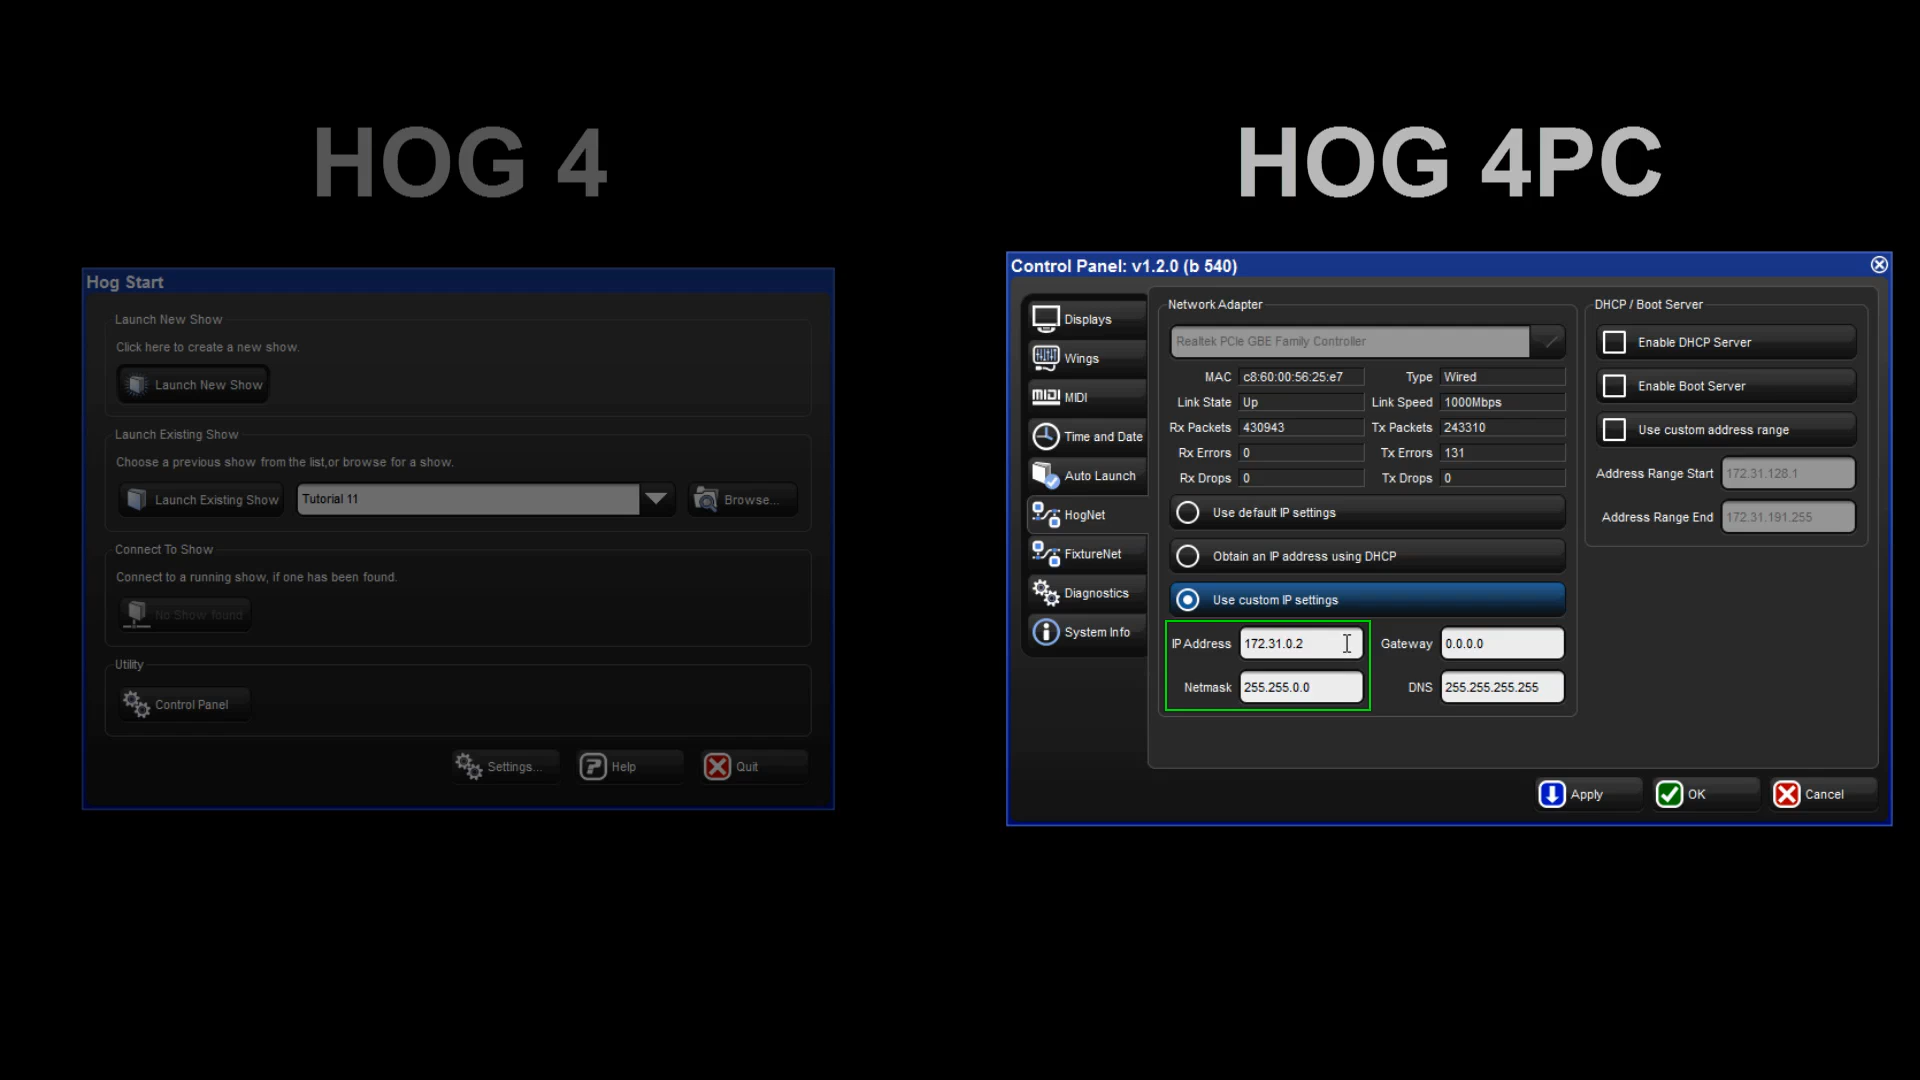 HOG 4
Hog Start
Launch New Show
Click here to create a new show.
Launch New Show
Launch Existing Show
Choose a previous show from the list,or browse for a show.
Launch Existing Show
Tutorial 11
Browse...
Connect To Show
Connect to a running show, if one has been found.
No Show found
Utility
Control Panel
Settings...
Help
Quit
HOG 4PC
Control Panel: v1.2.0 (b 540)
Displays
Wings
MIDI
MIDI
Time and Date
Auto Launch
HogNet
FixtureNet
Diagnostics
System Info
Network Adapter
Realtek PCIe GBE Family Controller
MAC c8:60:00:56:25:e7 Type Wired
Link State Up Link Speed 1000Mbps
Rx Packets 430943 Tx Packets 243310
Rx Errors 0 Tx Errors 131
Rx Drops 0 Tx Drops 0
Use default IP settings
Obtain an IP address using DHCP
Use custom IP settings
IP Address 172.31.0.2 Gateway 0.0.0.0
Netmask 255.255.0.0 DNS 255.255.255.255
DHCP / Boot Server
Enable DHCP Server
Enable Boot Server
Use custom address range
Address Range Start 172.31.128.1
Address Range End 172.31.191.255
Apply
OK
Cancel